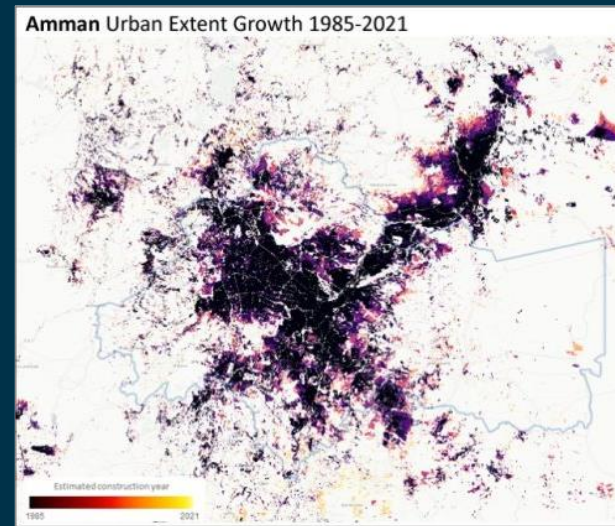 Amman Urban Extent Growth 1985-2021
Estimated construction year
1985 2021